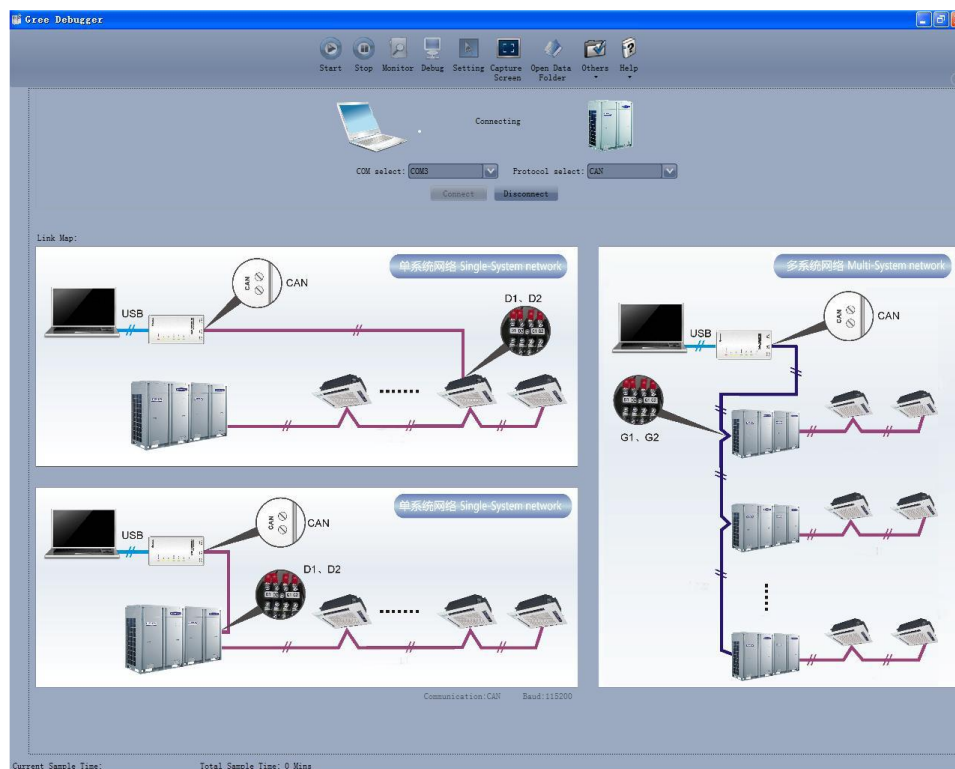 Gree Debugger
Start Stop Monitor Debug Setting Capture Screen Open Data Folder Others Help
Connecting
COM select: COM3 Protocol select: CAN
Connect Disconnect
Link Map:
单系统网络 Single-System network
CAN
CAN
USB
D1、D2
单系统网络 Single-System network
CAN
CAN
USB
D1、D2
多系统网络 Multi-System network
CAN
CAN
USB
G1、G2
Communication:CAN Baud:115200
Current Sample Time: Total Sample Time: 0 Mins